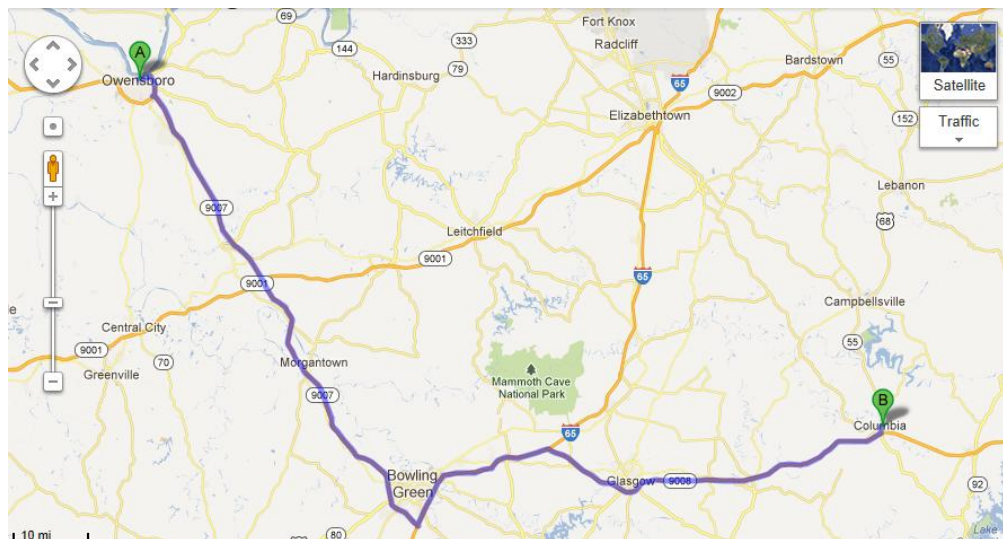 69
Fort Knox
Radcliff
A
144
333
79
Hardinsburg
65
Bardstown
55
Satellite
Owensboro
9002
Elizabethtown
152
Traffic
Lebanon
9007
68
Leitchfield
9001
65
9001
Campbellsville
Central City
55
9001
70
Morgantown
Greenville
Mammoth Cave
National Park
9007
B
65
Columbia
Bowling
Green
Glasgow
9008
92
80
10 mi
Lake